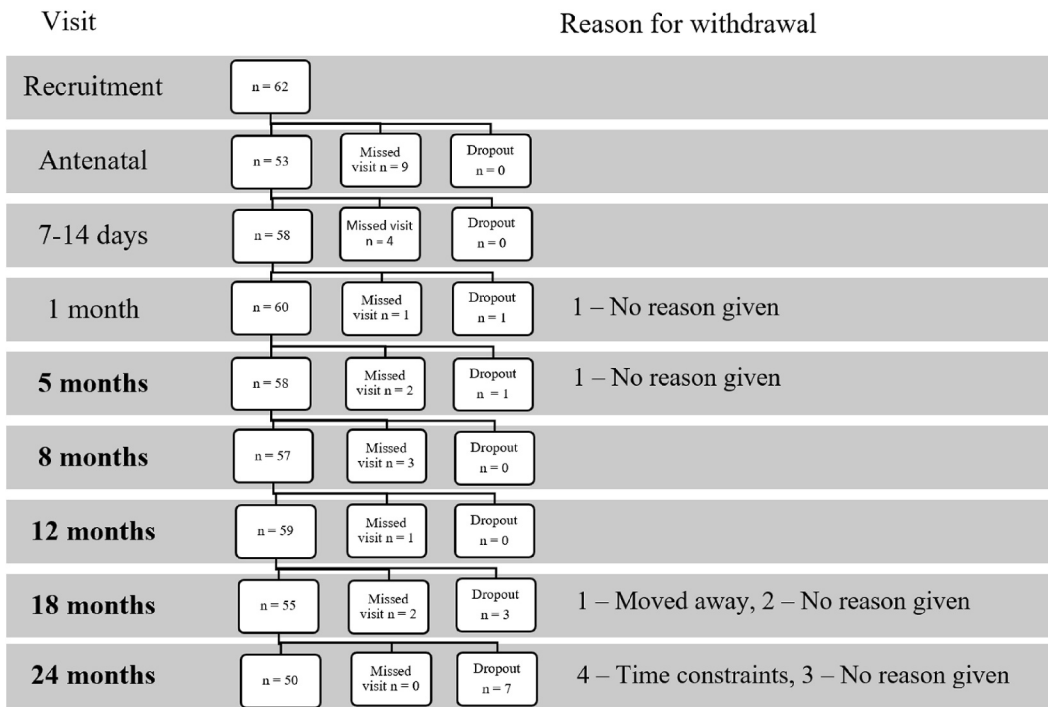 Visit
Reason for withdrawal
Recruitment
n = 62
Antenatal
n = 53
Missed
visit n = 9
Dropout
n = 0
7-14 days
n = 58
Missed visit
n = 4
Dropout
n = 0
1 month
n = 60
Missed
visit n = 1
Dropout
n = 1
1 – No reason given
5 months
n = 58
Missed
visit n = 2
Dropout
n = 1
1 – No reason given
8 months
n = 57
Missed
visit n = 3
Dropout
n = 0
12 months
n = 59
Missed
visit n = 1
Dropout
n = 0
18 months
n = 55
Missed
visit n = 2
Dropout
n = 3
1 – Moved away, 2 – No reason given
24 months
n = 50
Missed
visit n = 0
Dropout
n = 7
4 – Time constraints, 3 – No reason given